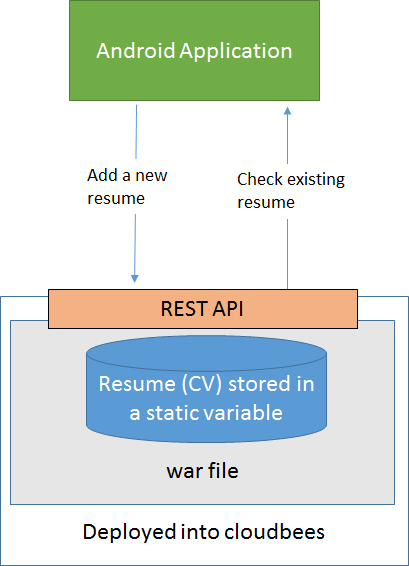 Android Application
Add a new
resume
Check existing
resume
REST API
Resume (CV) stored in
a static variable
war file
Deployed into cloudbees